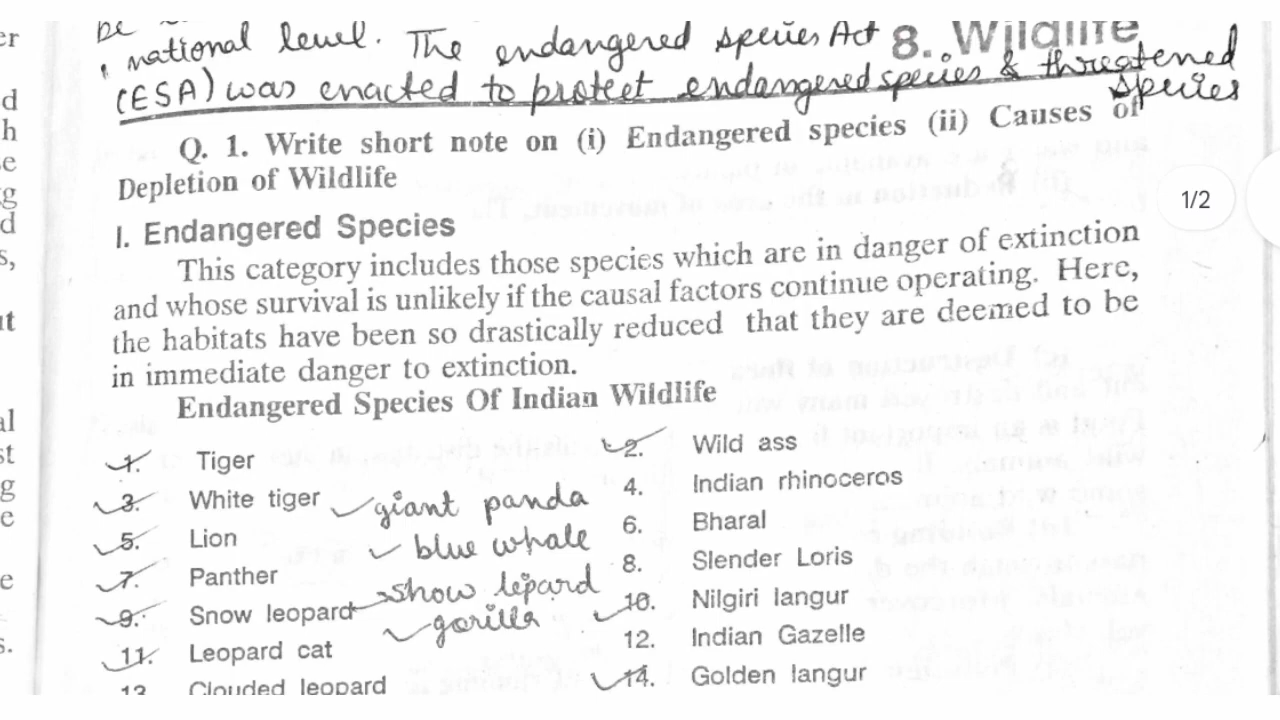 be
national level. The endangered species Act 8. Wildlife
(ESA) was enacted to protect endangered species & threatened
species
Q. 1. Write short note on (i) Endangered species (ii) Causes of
Depletion of Wildlife
1/2
I. Endangered Species
This category includes those species which are in danger of extinction
and whose survival is unlikely if the causal factors continue operating. Here,
the habitats have been so drastically reduced that they are deemed to be
in immediate danger to extinction.
Endangered Species Of Indian Wildlife
1. Tiger 2. Wild ass
3. White tiger giant panda 4. Indian rhinoceros
5. Lion blue whale 6. Bharal
7. Panther 8. Slender Loris
9. Snow leopard show lepard 10. Nilgiri langur
gorilla
11. Leopard cat 12. Indian Gazelle
13. Clouded leopard 14. Golden langur